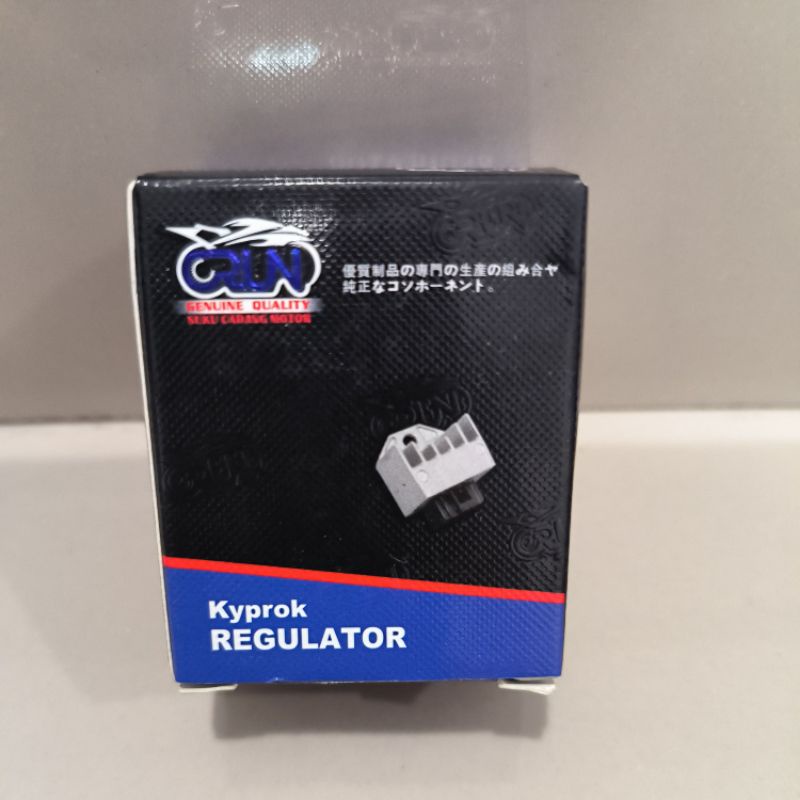 ORUN
GENUINE QUALITY
SUKU CADANG MOTOR
優質制品の専門の生産の組み合ヤ
純正なコソホーネント。
Kyprok
REGULATOR